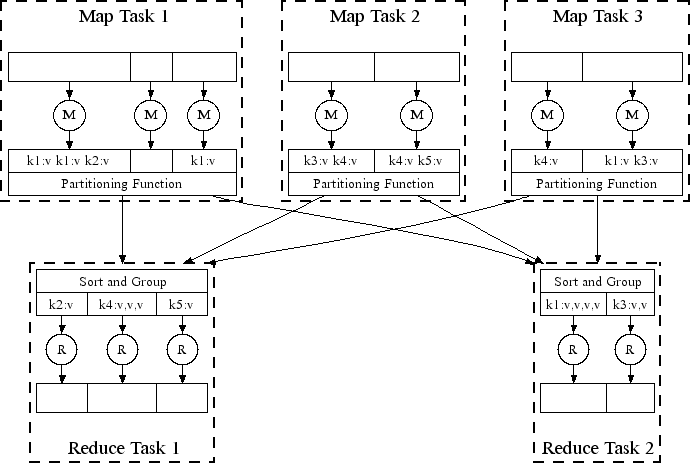 Map Task 1
Map Task 2
Map Task 3
M M M
M M
M M
k1:v k1:v k2:v k1:v
k3:v k4:v k4:v k5:v
k4:v k1:v k3:v
Partitioning Function
Partitioning Function
Partitioning Function
Sort and Group
k2:v k4:v,v,v k5:v
R R R
Reduce Task 1
Sort and Group
k1:v,v,v,v k3:v,v
R R
Reduce Task 2